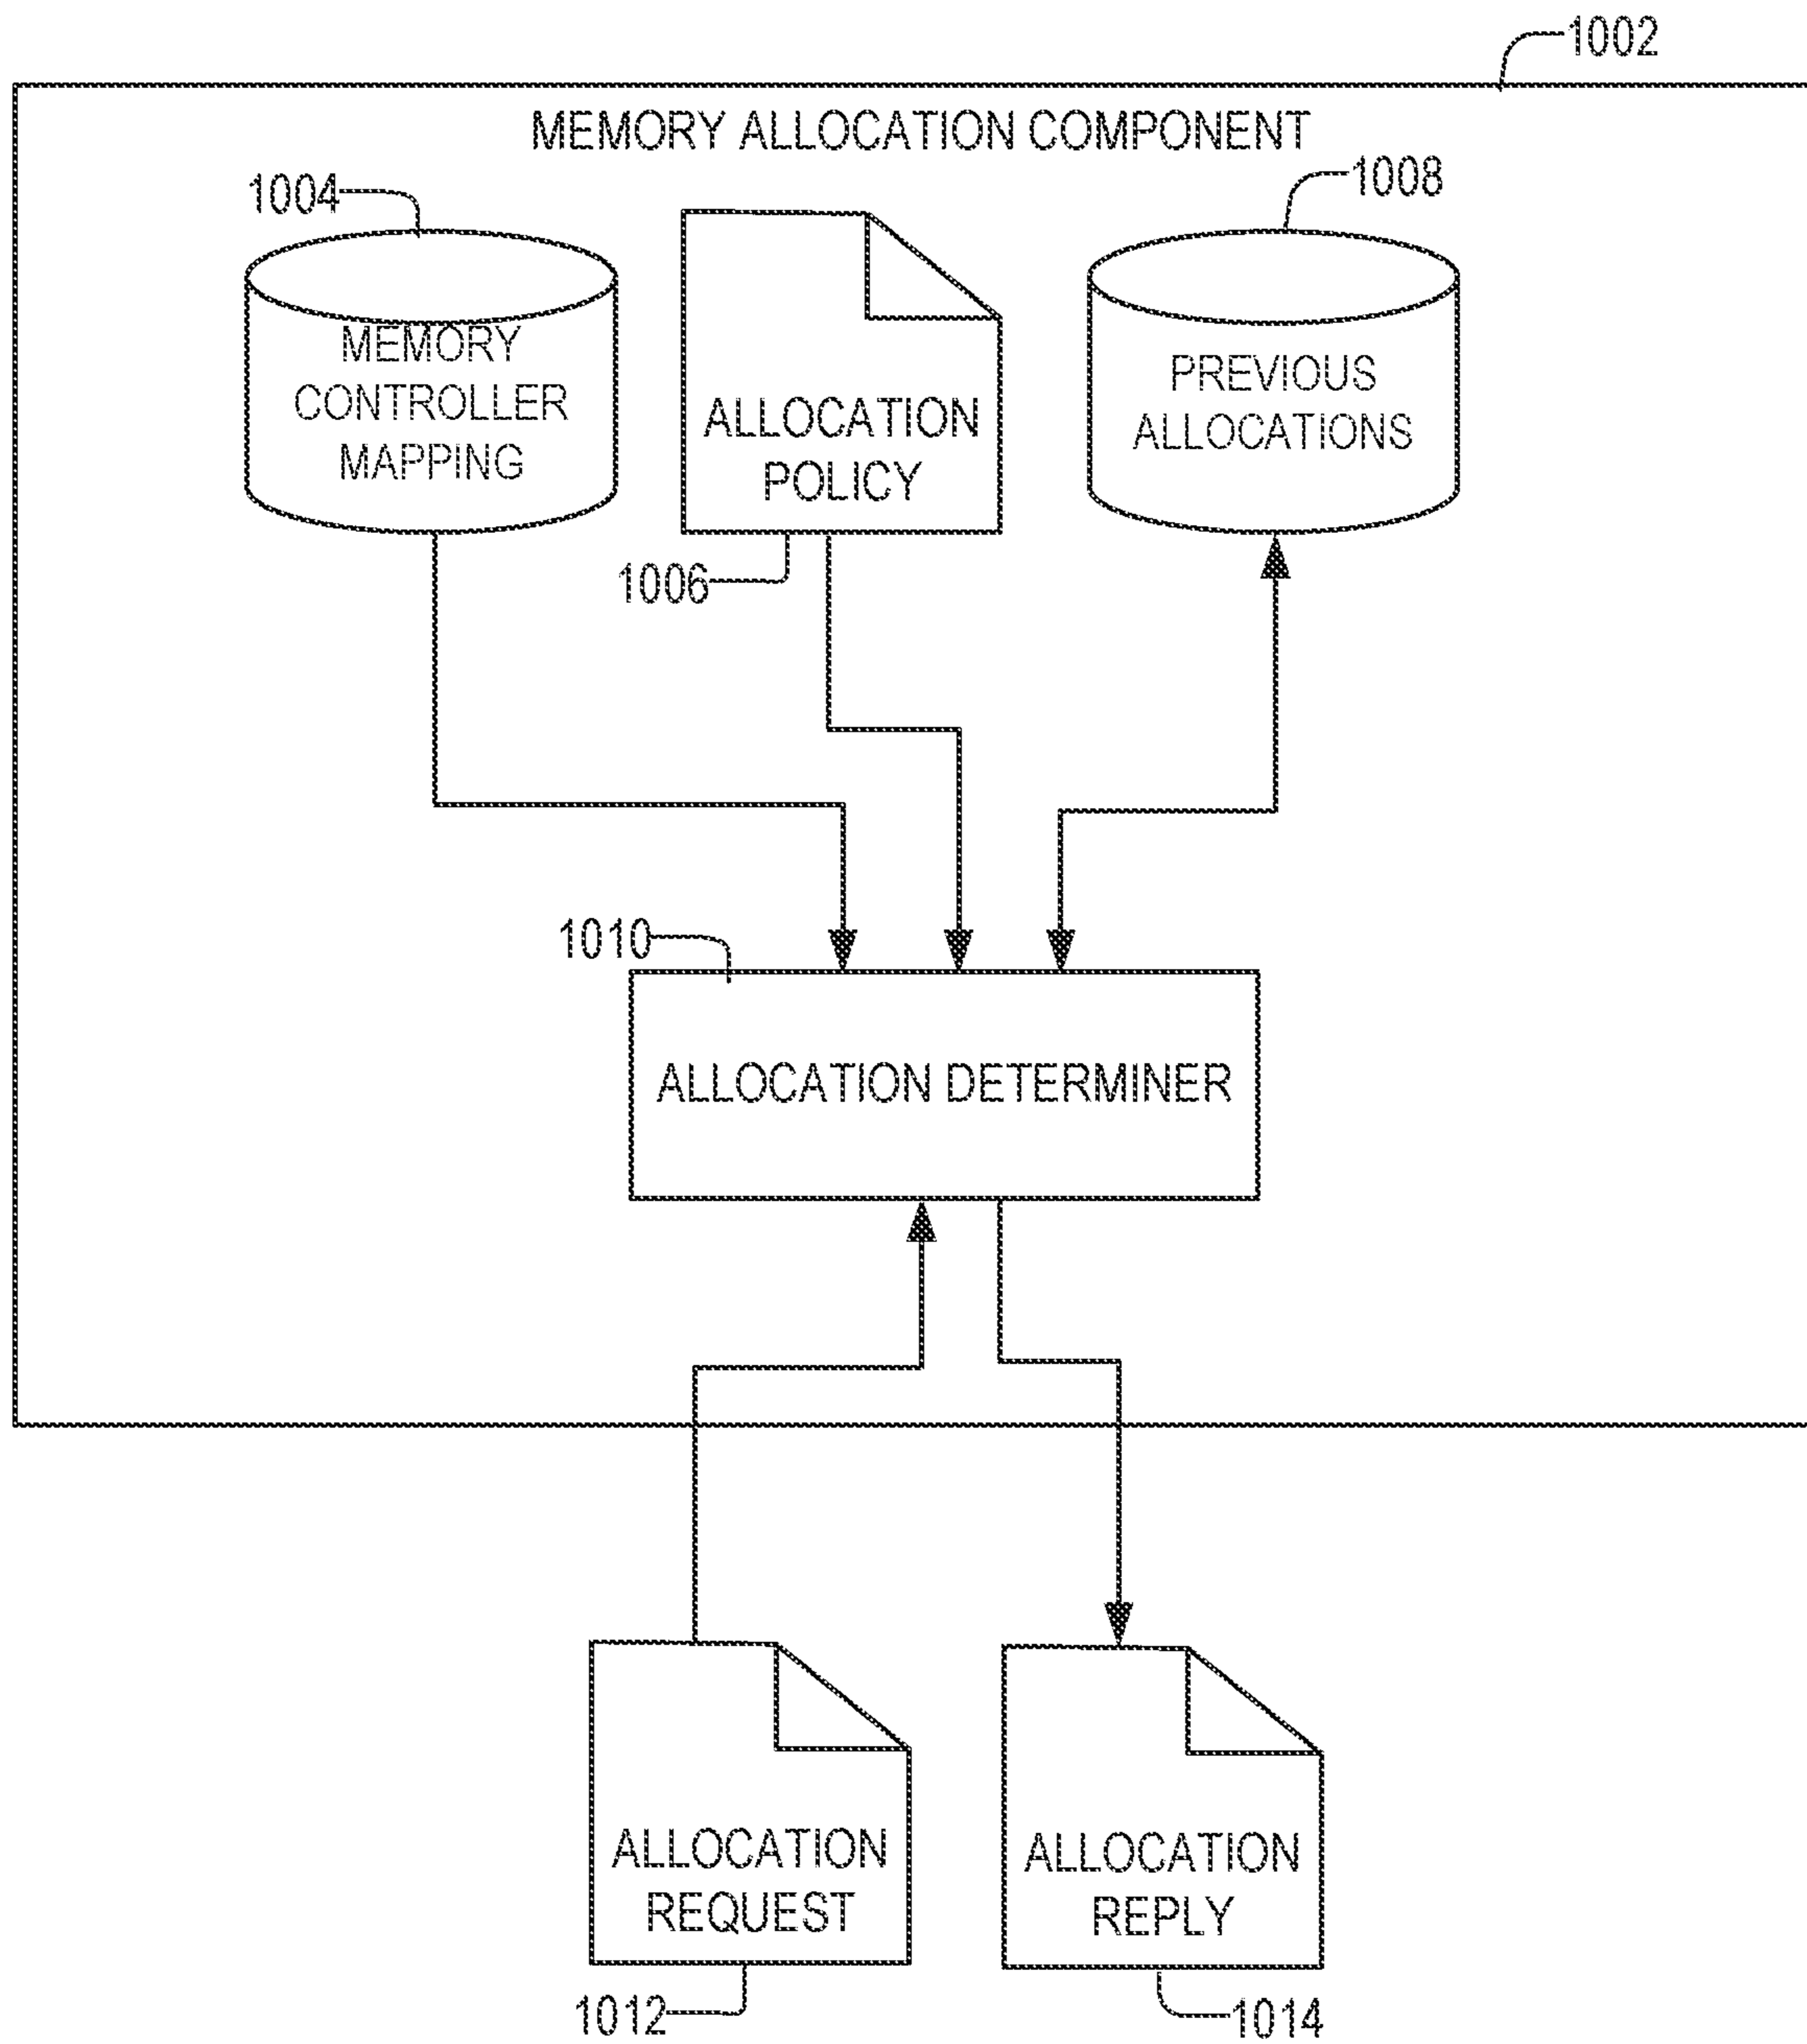 1002
MEMORY ALLOCATION COMPONENT
1004
1008
MEMORY
CONTROLLER
MAPPING
ALLOCATION
POLICY
PREVIOUS
ALLOCATIONS
1006
1010
ALLOCATION DETERMINER
ALLOCATION
REQUEST
ALLOCATION
REPLY
1012
1014